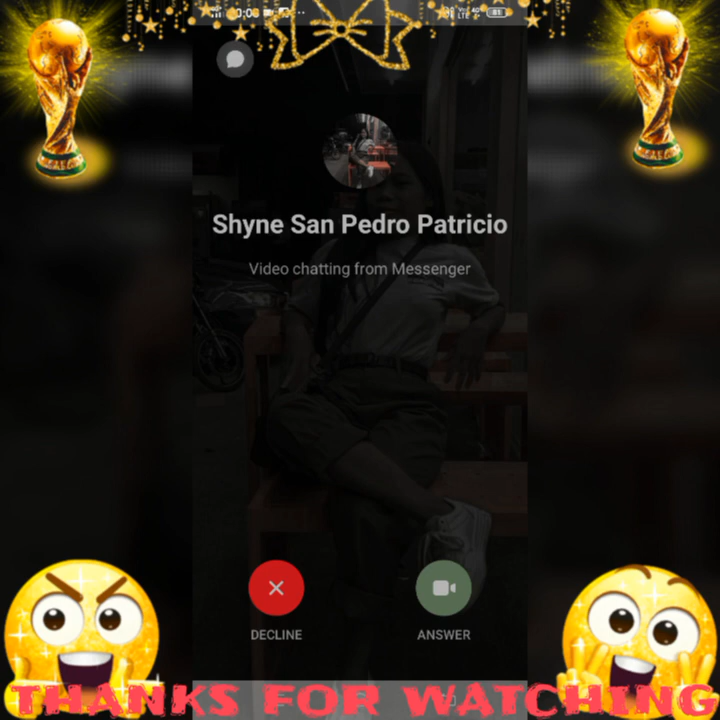 Shyne San Pedro Patricio
Video chatting from Messenger
DECLINE
ANSWER
THANKS FOR WATCHING